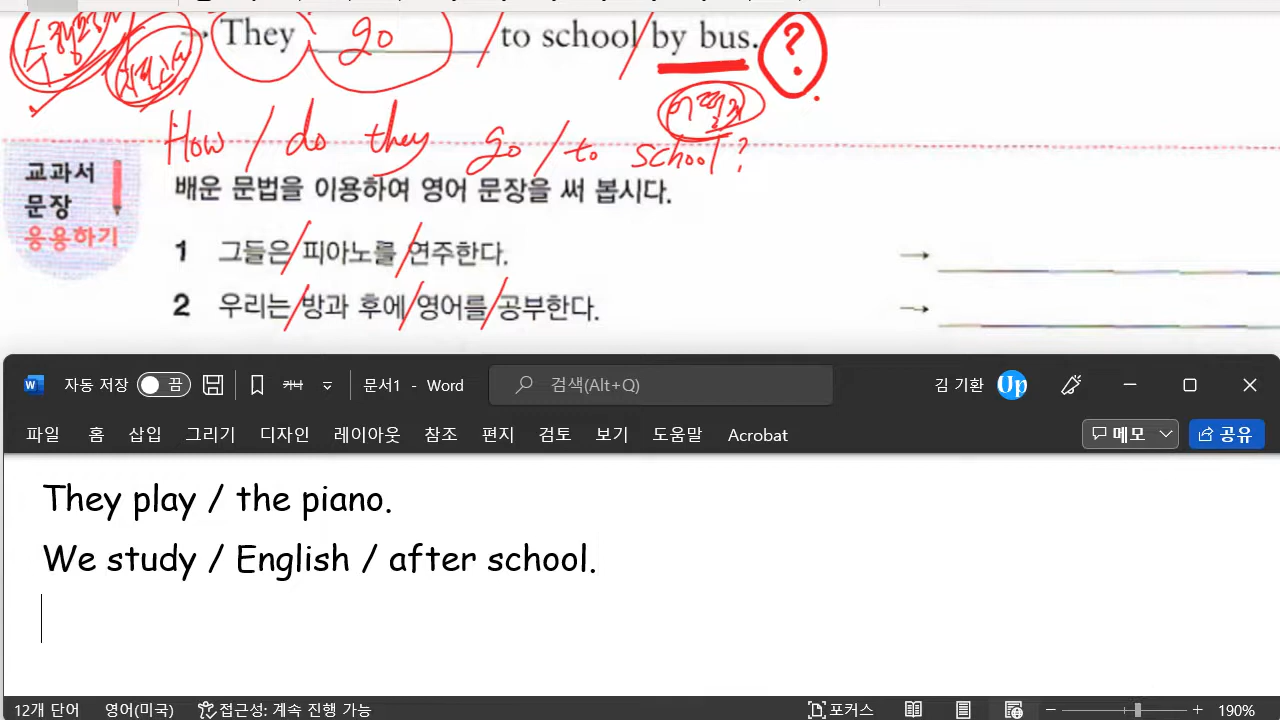 → They go / to school / by bus. ?
어떻게
How / do they go / to school?
교과서
문장
응용하기
배운 문법을 이용하여 영어 문장을 써 봅시다.
1 그들은 / 피아노를 / 연주한다. →
2 우리는 / 방과 후에 / 영어를 / 공부한다. →
자동 저장 끔 문서1 - Word 검색(Alt+Q) 김 기환 Up
파일 홈 삽입 그리기 디자인 레이아웃 참조 편지 검토 보기 도움말 Acrobat 메모 공유
They play / the piano.
We study / English / after school.
12개 단어 영어(미국) 접근성: 계속 진행 가능 포커스 190%